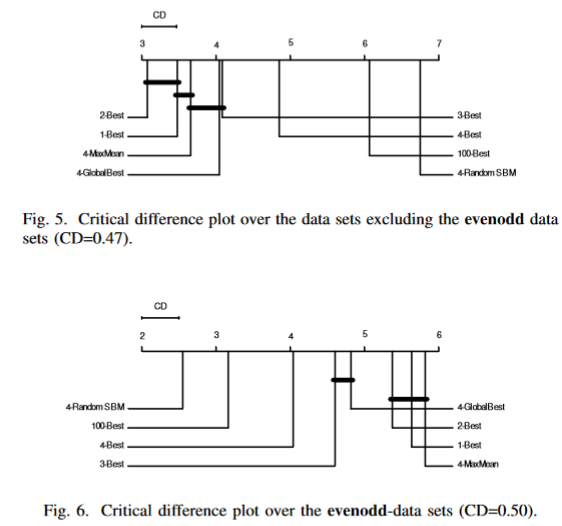 CD
3 4 5 6 7
2-Best 3-Best
1-Best 4-Best
4-MaxMean 100-Best
4-GlobalBest 4-Random SBM
Fig. 5. Critical difference plot over the data sets excluding the evenodd data
sets (CD=0.47).
CD
2 3 4 5 6
4-Random SBM 4-GlobalBest
100-Best 2-Best
4-Best 1-Best
3-Best 4-MaxMean
Fig. 6. Critical difference plot over the evenodd-data sets (CD=0.50).